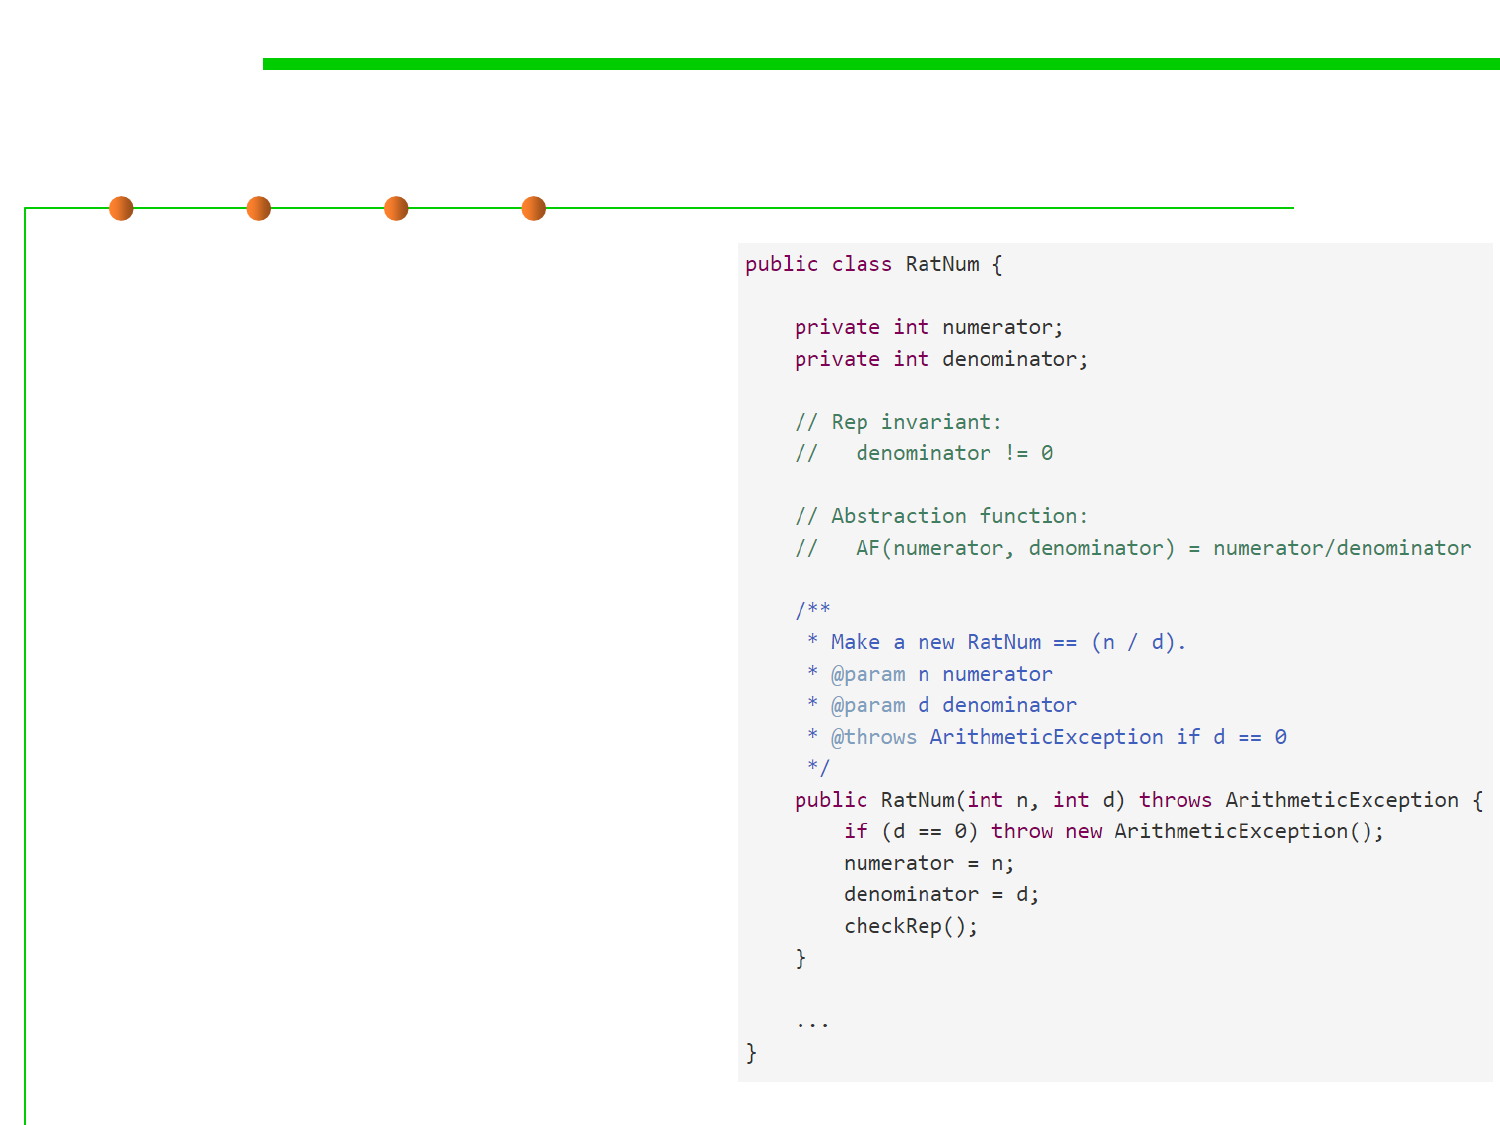 public class RatNum {
private int numerator;
private int denominator;
// Rep invariant:
//   denominator != 0
// Abstraction function:
//   AF(numerator, denominator) = numerator/denominator
/**
 * Make a new RatNum == (n / d).
 * @param n numerator
 * @param d denominator
 * @throws ArithmeticException if d == 0
 */
public RatNum(int n, int d) throws ArithmeticException {
if (d == 0) throw new ArithmeticException();
numerator = n;
denominator = d;
checkRep();
}
...
}